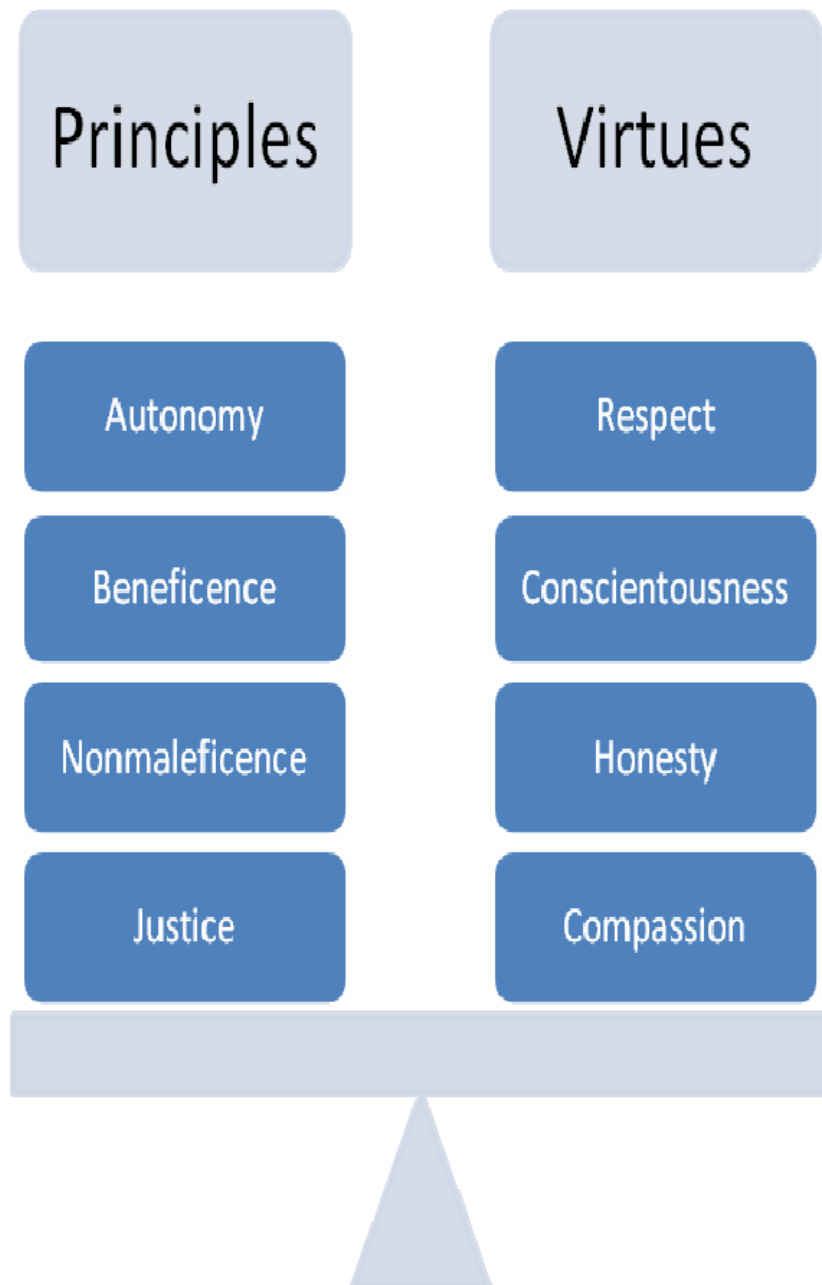 Principles
Virtues
Autonomy
Respect
Beneficence
Conscientousness
Nonmaleficence
Honesty
Justice
Compassion